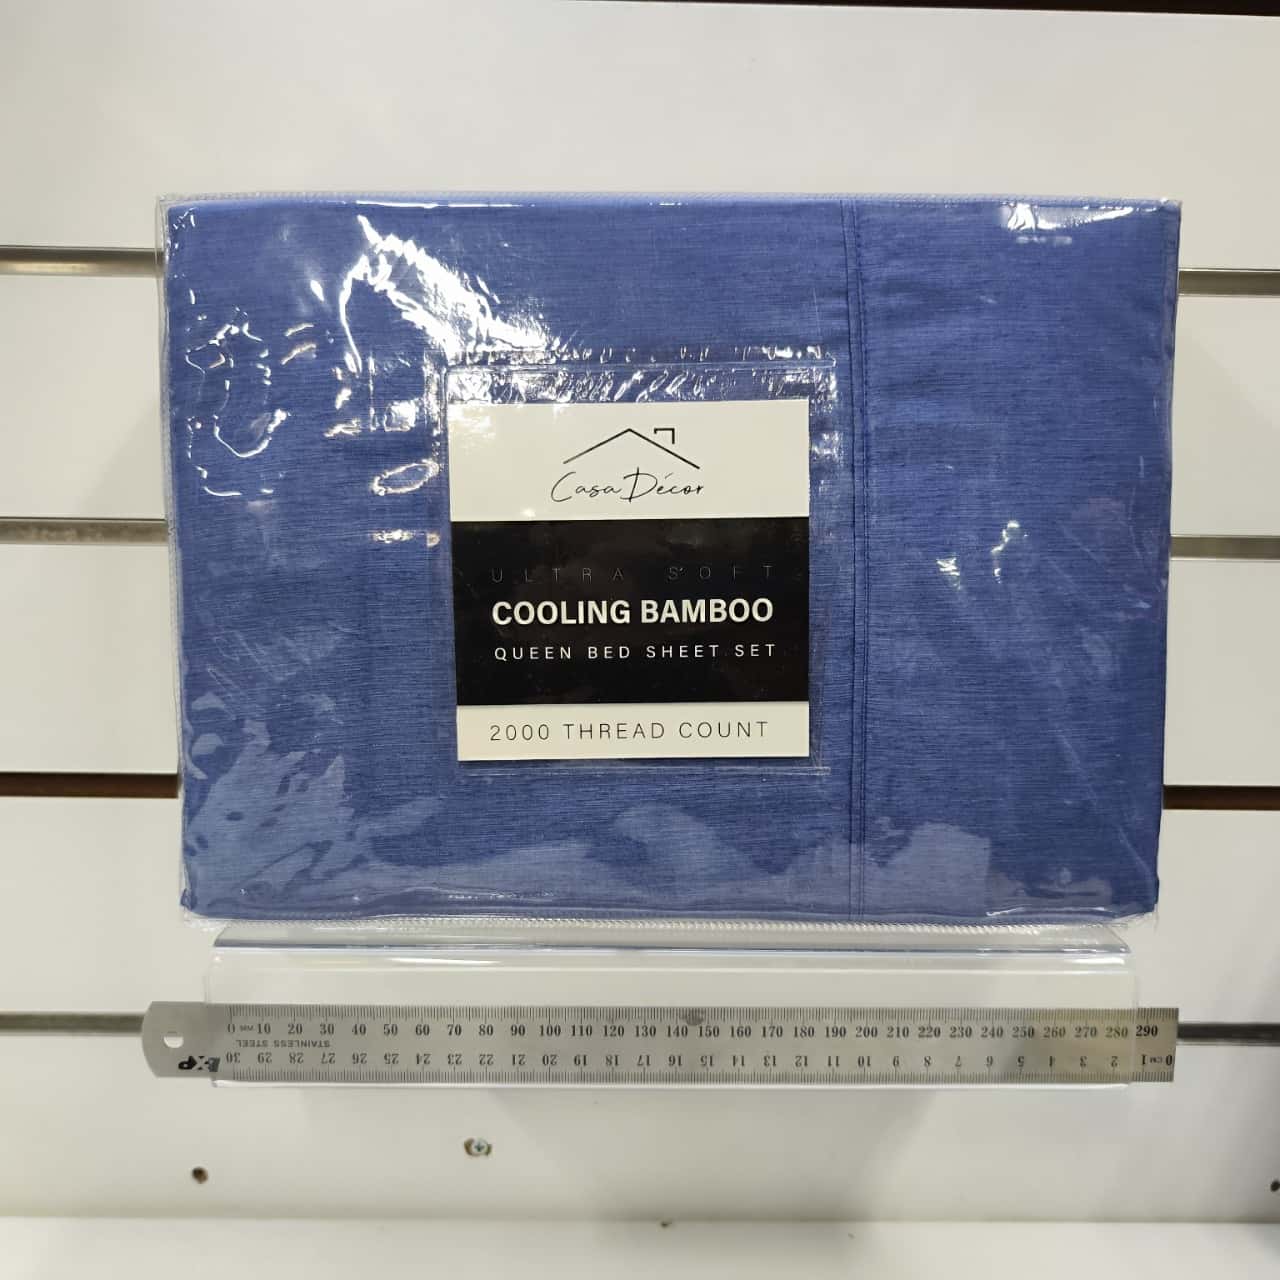 Casa Décor
ULTRA SOFT
COOLING BAMBOO
QUEEN BED SHEET SET
2000 THREAD COUNT
0 MM 10 20 30 40 50 60 70 80 90 100 110 120 130 140 150 160 170 180 190 200 210 220 230 240 250 260 270 280 290
STAINLESS STEEL
30 29 28 27 26 25 24 23 22 21 20 19 18 17 16 15 14 13 12 11 10 9 8 7 6 5 4 3 2 1 CM 0